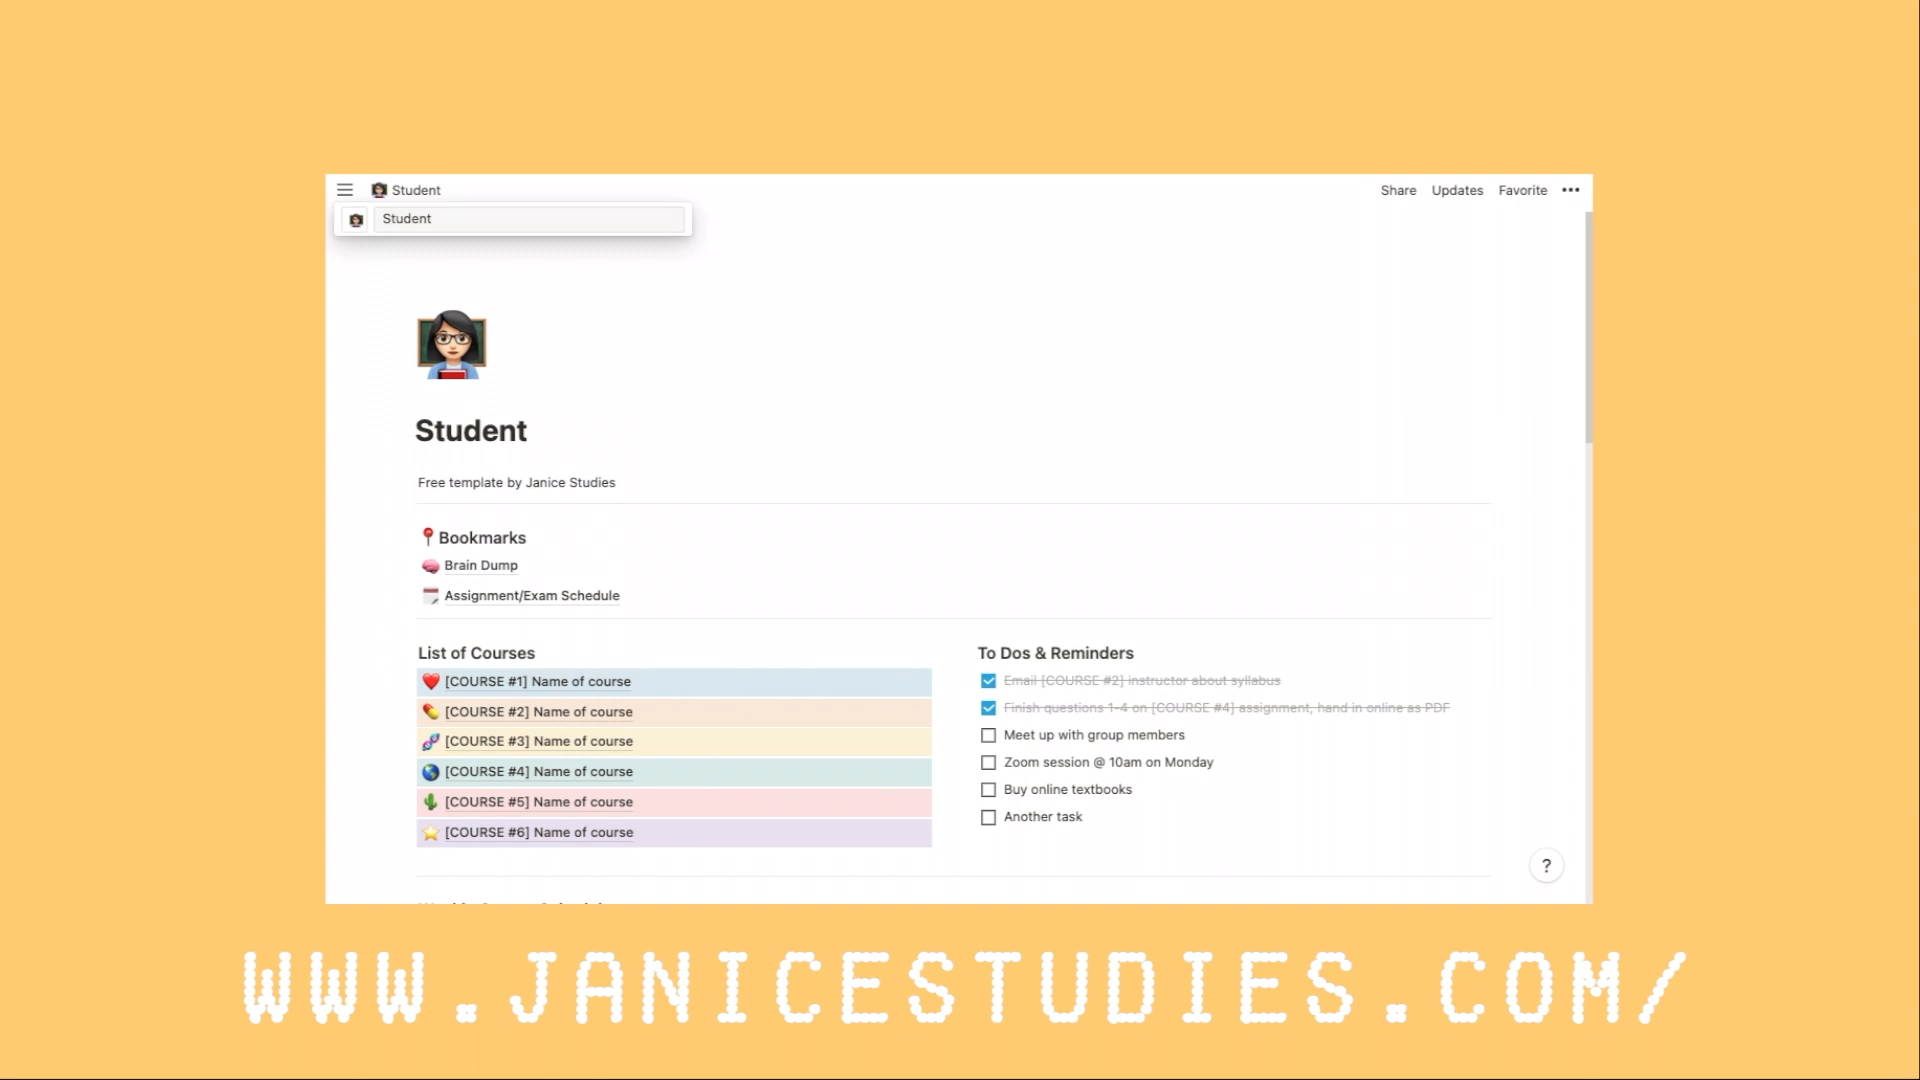 Student
Share Updates Favorite •••
Student
Student
Free template by Janice Studies
Bookmarks
Brain Dump
Assignment/Exam Schedule
List of Courses
[COURSE #1] Name of course
[COURSE #2] Name of course
[COURSE #3] Name of course
[COURSE #4] Name of course
[COURSE #5] Name of course
[COURSE #6] Name of course
To Dos & Reminders
Email [COURSE #2] instructor about syllabus
Finish questions 1-4 on [COURSE #4] assignment, hand in online as PDF
Meet up with group members
Zoom session @ 10am on Monday
Buy online textbooks
Another task
?
WWW.JANICESTUDIES.COM/